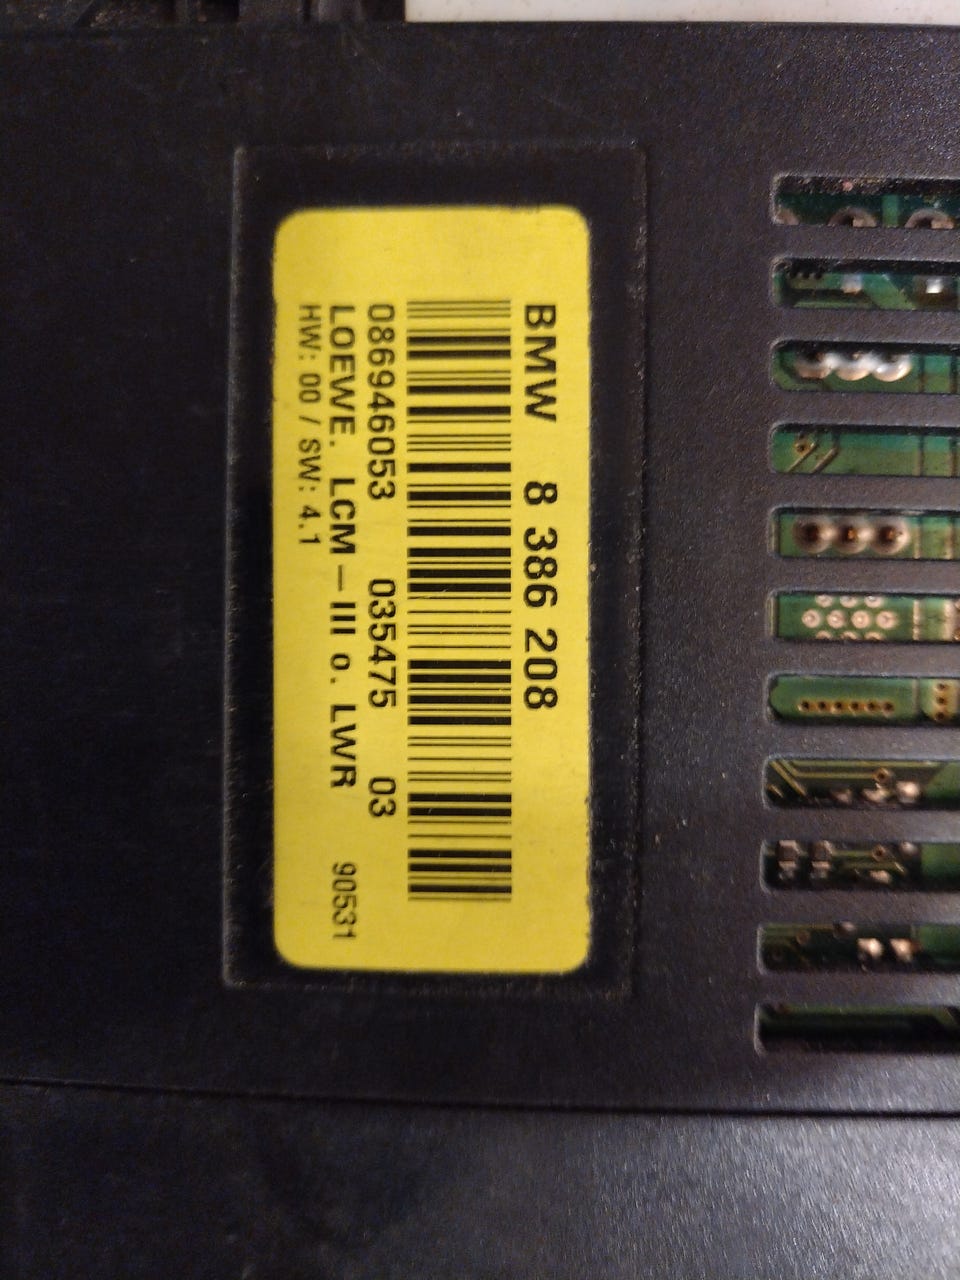 BMW 8 386 208
086946053 035475 03
LOEWE. LCM-III o. LWR 90531
HW: 00 / SW: 4.1